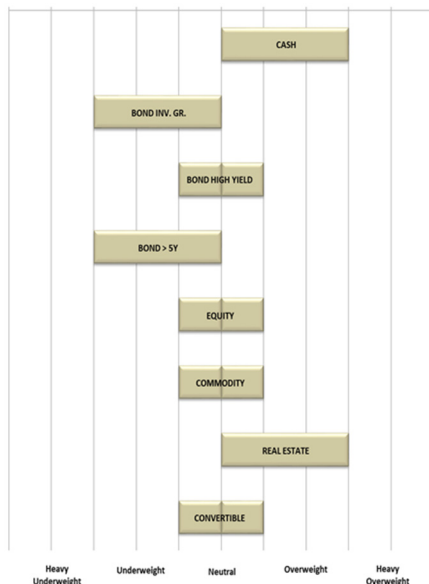 CASH
BOND INV. GR.
BOND HIGH YIELD
BOND > 5Y
EQUITY
COMMODITY
REAL ESTATE
CONVERTIBLE
Heavy Underweight Neutral Overweight Heavy
Underweight Overweight